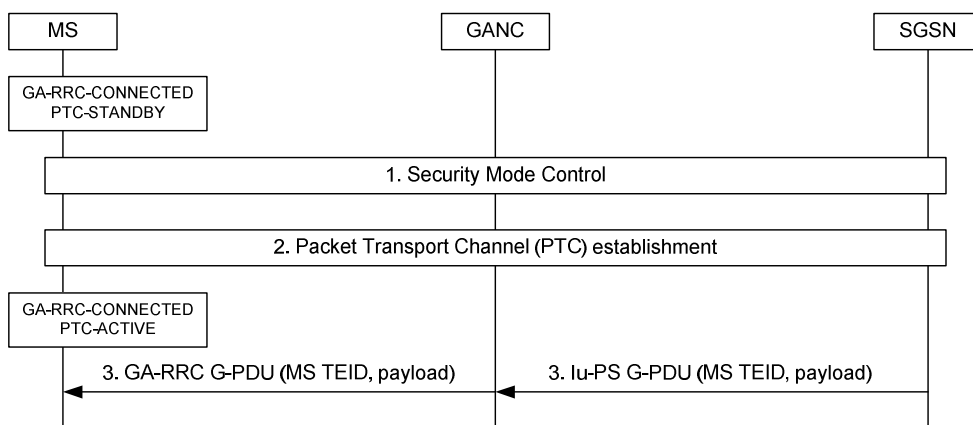 MS
GANC
SGSN
GA-RRC-CONNECTED
PTC-STANDBY
1. Security Mode Control
2. Packet Transport Channel (PTC) establishment
GA-RRC-CONNECTED
PTC-ACTIVE
3. GA-RRC G-PDU (MS TEID, payload)
3. Iu-PS G-PDU (MS TEID, payload)